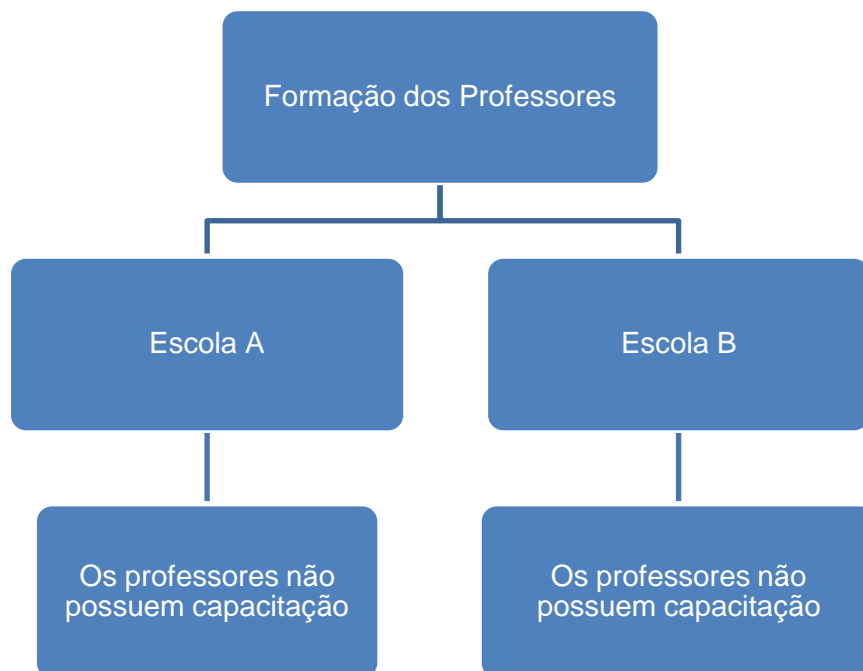 Formação dos Professores
Escola A
Escola B
Os professores não
possuem capacitação
Os professores não
possuem capacitação